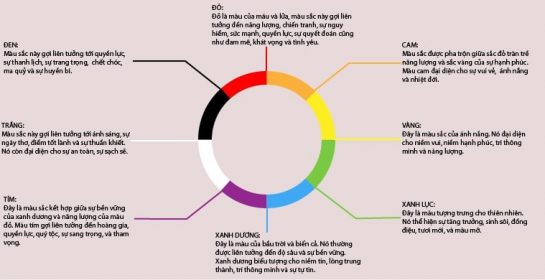 ĐỎ:
Đỏ là màu của máu và lửa, màu sắc này gợi liên
tưởng đến năng lượng, chiến tranh, sự nguy
hiểm, sức mạnh, quyền lực, sự quyết đoán cũng
như đam mê, khát vọng và tình yêu.
ĐEN:
Màu sắc này gợi liên tưởng tới quyền lực,
sự thanh lịch, sự trang trọng, chết chóc,
ma quỷ và sự huyền bí.
CAM:
Màu sắc được pha trộn giữa sắc đỏ tràn trề
năng lượng và sắc vàng của sự hạnh phúc.
Màu cam đại diện cho sự vui vẻ, ánh nắng
và nhiệt đới.
TRẮNG:
Màu sắc này gợi liên tưởng tới ánh sáng, sự
ngây thơ, điềm tốt lành và sự thuần khiết.
Nó còn đại diện cho sự an toàn, sự sạch sẽ.
VÀNG:
Đây là màu sắc của ánh nắng. Nó đại diện
cho niềm vui, niềm hạnh phúc, trí thông
minh và năng lượng.
TÍM:
Đây là màu sắc kết hợp giữa sự bền vững
của xanh dương và năng lượng của màu
đỏ. Màu tím gợi liên tưởng đến hoàng gia,
quyền lực, quý tộc, sự sang trọng, và tham
vọng.
XANH LỤC:
Đây là màu tượng trưng cho thiên nhiên.
Nó thể hiện sự tăng trưởng, sinh sôi, đồng
điệu, tươi mới, và màu mỡ.
XANH DƯƠNG:
Đây là màu của bầu trời và biển cả. Nó thường
được liên tưởng đến độ sâu và sự bền vững.
Xanh dương biểu tượng cho niềm tin, lòng trung
thành, trí thông minh và sự tự tin.